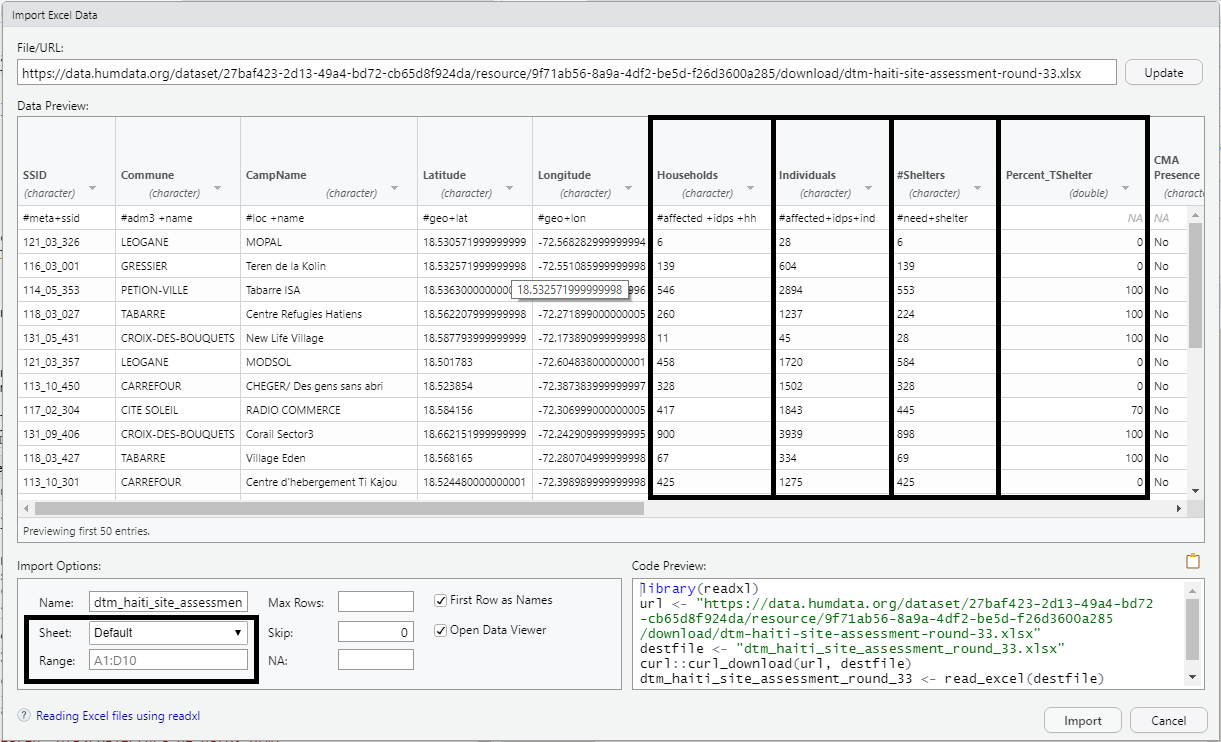 Import Excel Data
File/URL:
https://data.humdata.org/dataset/27baf423-2d13-49a4-bd72-cb65d8f924da/resource/9f71ab56-8a9a-4df2-be5d-f26d3600a285/download/dtm-haiti-site-assessment-round-33.xlsx Update
Data Preview:
SSID Commune CampName Latitude Longitude Households Individuals #Shelters Percent_TShelter CMA Presence
(character) (character) (character) (character) (character) (character) (character) (character) (double) (charact
#meta+ssid #adm3 +name #loc +name #geo+lat #geo+lon #affected +idps +hh #affected+idps+ind #need+shelter NA NA
121_03_326 LEOGANE MOPAL 18.530571999999999 -72.568282999999994 6 28 6 0 No
116_03_001 GRESSIER Teren de la Kolin 18.532571999999998 -72.551085999999998 139 604 139 0 No
114_05_353 PETION-VILLE Tabarre ISA 18.5363000000000 18.532571999999998 996 546 2894 553 100 No
118_03_027 TABARRE Centre Refugies Hatiens 18.562207999999998 -72.271899000000005 260 1237 224 100 No
131_05_431 CROIX-DES-BOUQUETS New Life Village 18.587793999999999 -72.173890999999998 11 45 28 100 No
121_03_357 LEOGANE MODSOL 18.501783 -72.604838000000001 458 1720 584 0 No
113_10_450 CARREFOUR CHEGER/ Des gens sans abri 18.523854 -72.387383999999997 328 1502 328 0 No
117_02_304 CITE SOLEIL RADIO COMMERCE 18.584156 -72.306999000000005 417 1843 445 70 No
131_09_406 CROIX-DES-BOUQUETS Corail Sector3 18.662151999999999 -72.242909999999995 900 3939 898 100 No
118_03_427 TABARRE Village Eden 18.568165 -72.280704999999998 67 334 69 100 No
113_10_301 CARREFOUR Centre d'hebergement Ti Kajou 18.524480000000001 -72.398989999999998 425 1275 425 0 No
Previewing first 50 entries.
Import Options:
Name: dtm_haiti_site_assessmen Max Rows: First Row as Names
Sheet: Default Skip: 0 Open Data Viewer
Range: A1:D10 NA:
Code Preview:
library(readxl)
url <- "https://data.humdata.org/dataset/27baf423-2d13-49a4-bd72
-cb65d8f924da/resource/9f71ab56-8a9a-4df2-be5d-f26d3600a285
/download/dtm-haiti-site-assessment-round-33.xlsx"
destfile <- "dtm_haiti_site_assessment_round_33.xlsx"
curl::curl_download(url, destfile)
dtm_haiti_site_assessment_round_33 <- read_excel(destfile)
? Reading Excel files using readxl
Import Cancel